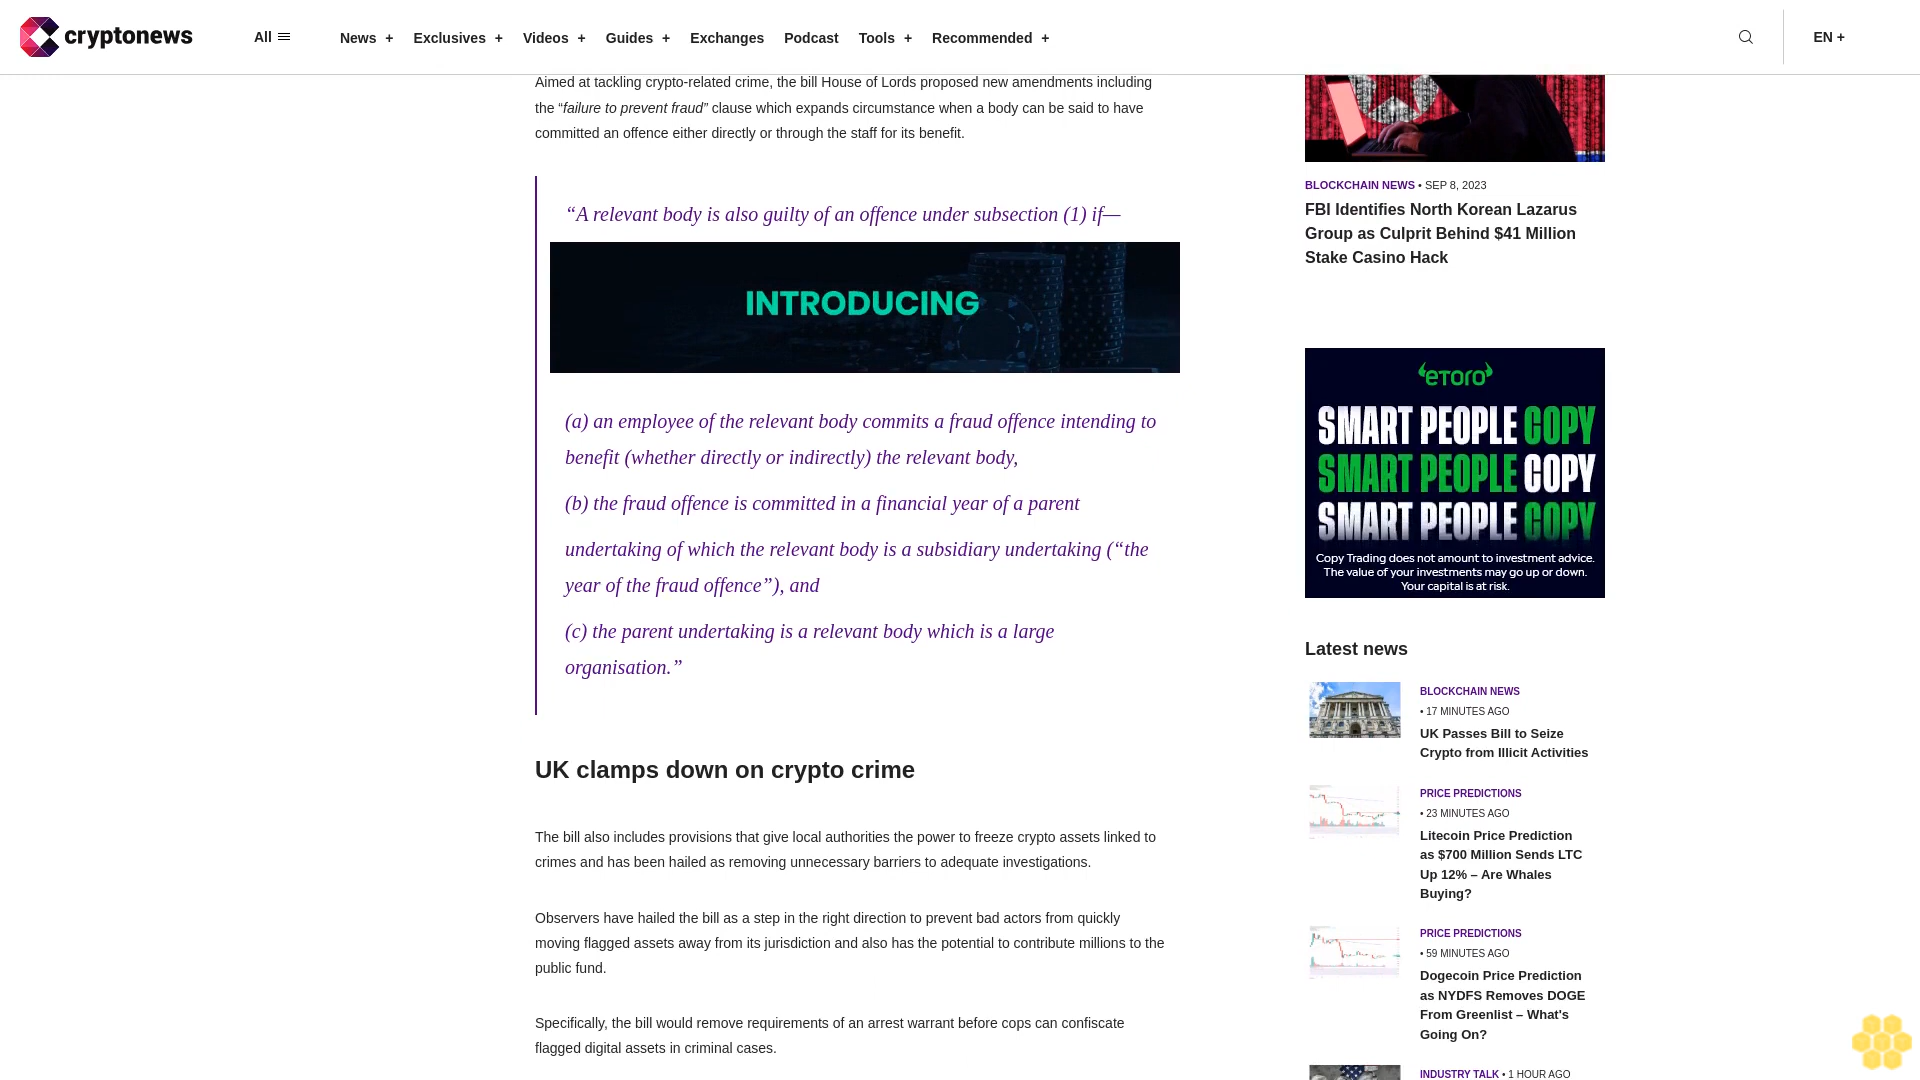 cryptonews
All
News + Exclusives + Videos + Guides + Exchanges Podcast Tools + Recommended +
EN +
Aimed at tackling crypto-related crime, the bill House of Lords proposed new amendments including
the “failure to prevent fraud” clause which expands circumstance when a body can be said to have
committed an offence either directly or through the staff for its benefit.
“A relevant body is also guilty of an offence under subsection (1) if—
INTRODUCING
(a) an employee of the relevant body commits a fraud offence intending to
benefit (whether directly or indirectly) the relevant body,
(b) the fraud offence is committed in a financial year of a parent
undertaking of which the relevant body is a subsidiary undertaking (“the
year of the fraud offence”), and
(c) the parent undertaking is a relevant body which is a large
organisation.”
UK clamps down on crypto crime
The bill also includes provisions that give local authorities the power to freeze crypto assets linked to
crimes and has been hailed as removing unnecessary barriers to adequate investigations.
Observers have hailed the bill as a step in the right direction to prevent bad actors from quickly
moving flagged assets away from its jurisdiction and also has the potential to contribute millions to the
public fund.
Specifically, the bill would remove requirements of an arrest warrant before cops can confiscate
flagged digital assets in criminal cases.
BLOCKCHAIN NEWS • SEP 8, 2023
FBI Identifies North Korean Lazarus
Group as Culprit Behind $41 Million
Stake Casino Hack
eToro
SMART PEOPLE COPY
SMART PEOPLE COPY
SMART PEOPLE COPY
Copy Trading does not amount to investment advice.
The value of your investments may go up or down.
Your capital is at risk.
Latest news
BLOCKCHAIN NEWS
• 17 MINUTES AGO
UK Passes Bill to Seize
Crypto from Illicit Activities
PRICE PREDICTIONS
• 23 MINUTES AGO
Litecoin Price Prediction
as $700 Million Sends LTC
Up 12% – Are Whales
Buying?
PRICE PREDICTIONS
• 59 MINUTES AGO
Dogecoin Price Prediction
as NYDFS Removes DOGE
From Greenlist – What's
Going On?
INDUSTRY TALK • 1 HOUR AGO